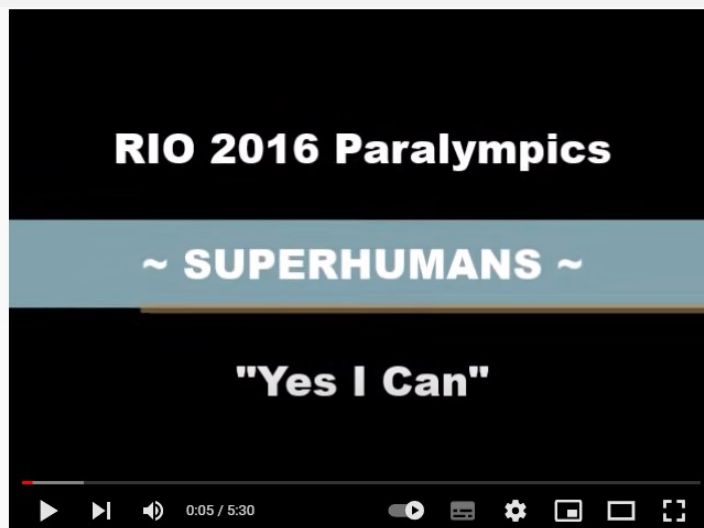 RIO 2016 Paralympics
~ SUPERHUMANS ~
"Yes I Can"
0:05 / 5:30